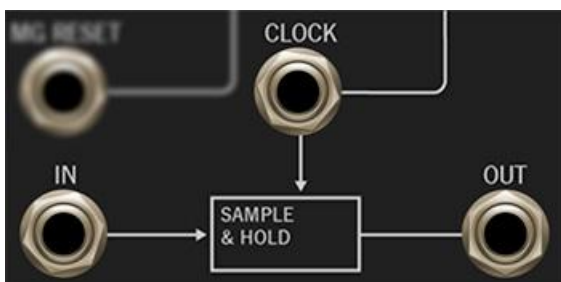 MG RESET
CLOCK
IN
OUT
SAMPLE
& HOLD